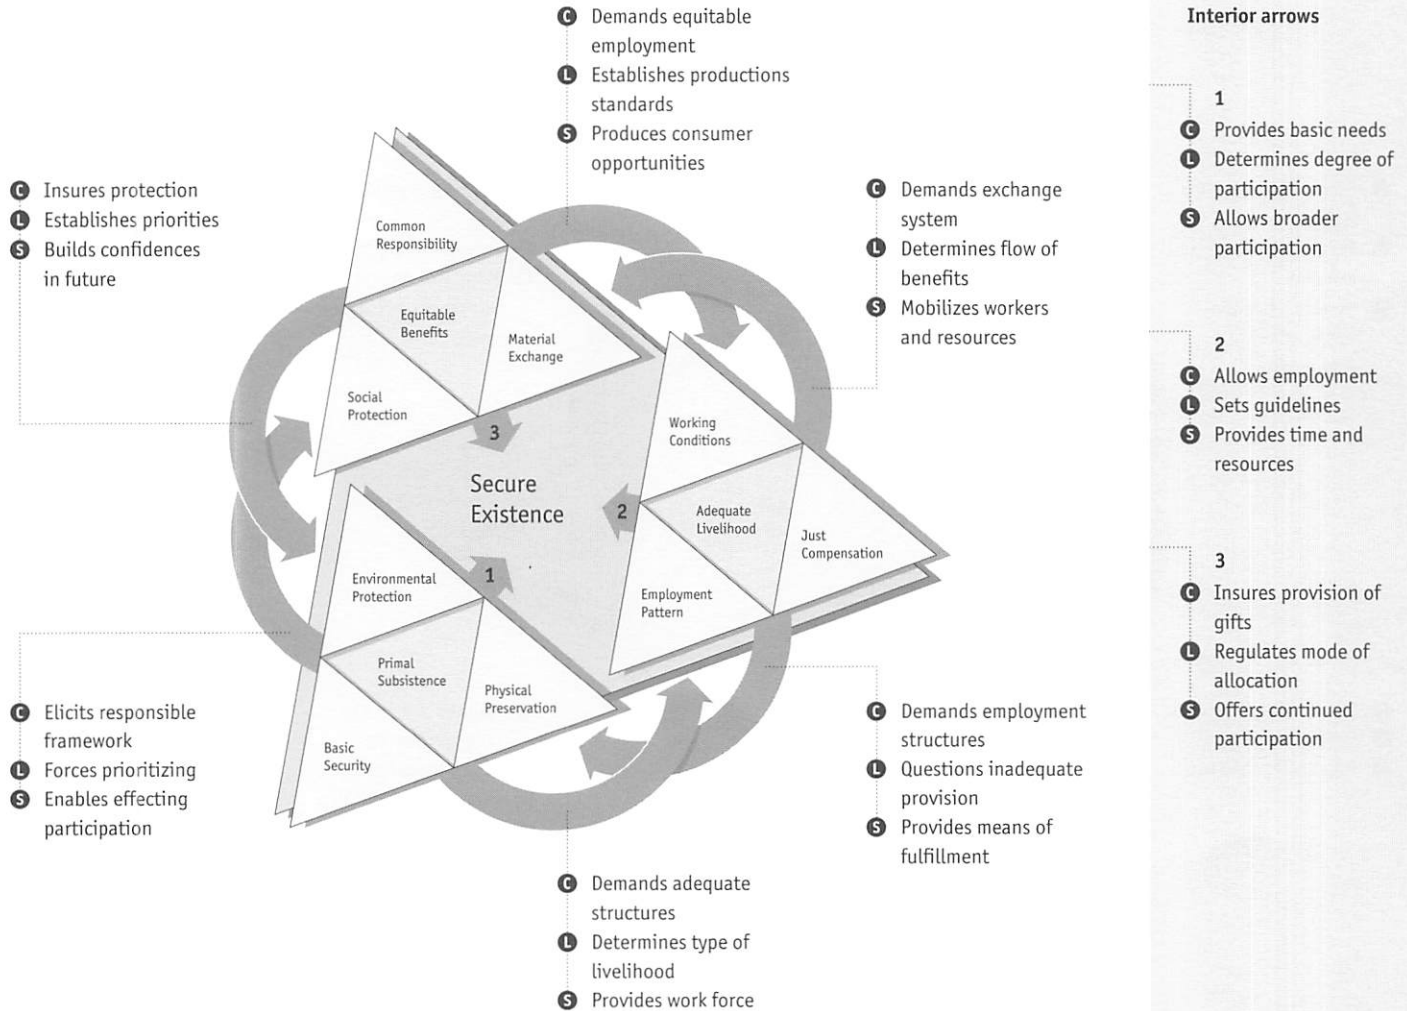 C Demands equitable
employment
L Establishes productions
standards
S Produces consumer
opportunities
C Insures protection
L Establishes priorities
S Builds confidences
in future
C Demands exchange
system
L Determines flow of
benefits
S Mobilizes workers
and resources
Common
Responsibility
Equitable
Benefits
Material
Exchange
Social
Protection
3
Working
Conditions
Adequate
Livelihood
Just
Compensation
Employment
Pattern
2
Secure
Existence
1
Environmental
Protection
Primal
Subsistence
Physical
Preservation
Basic
Security
C Elicits responsible
framework
L Forces prioritizing
S Enables effecting
participation
C Demands employment
structures
L Questions inadequate
provision
S Provides means of
fulfillment
C Demands adequate
structures
L Determines type of
livelihood
S Provides work force
Interior arrows
1
C Provides basic needs
L Determines degree of
participation
S Allows broader
participation
2
C Allows employment
L Sets guidelines
S Provides time and
resources
3
C Insures provision of
gifts
L Regulates mode of
allocation
S Offers continued
participation